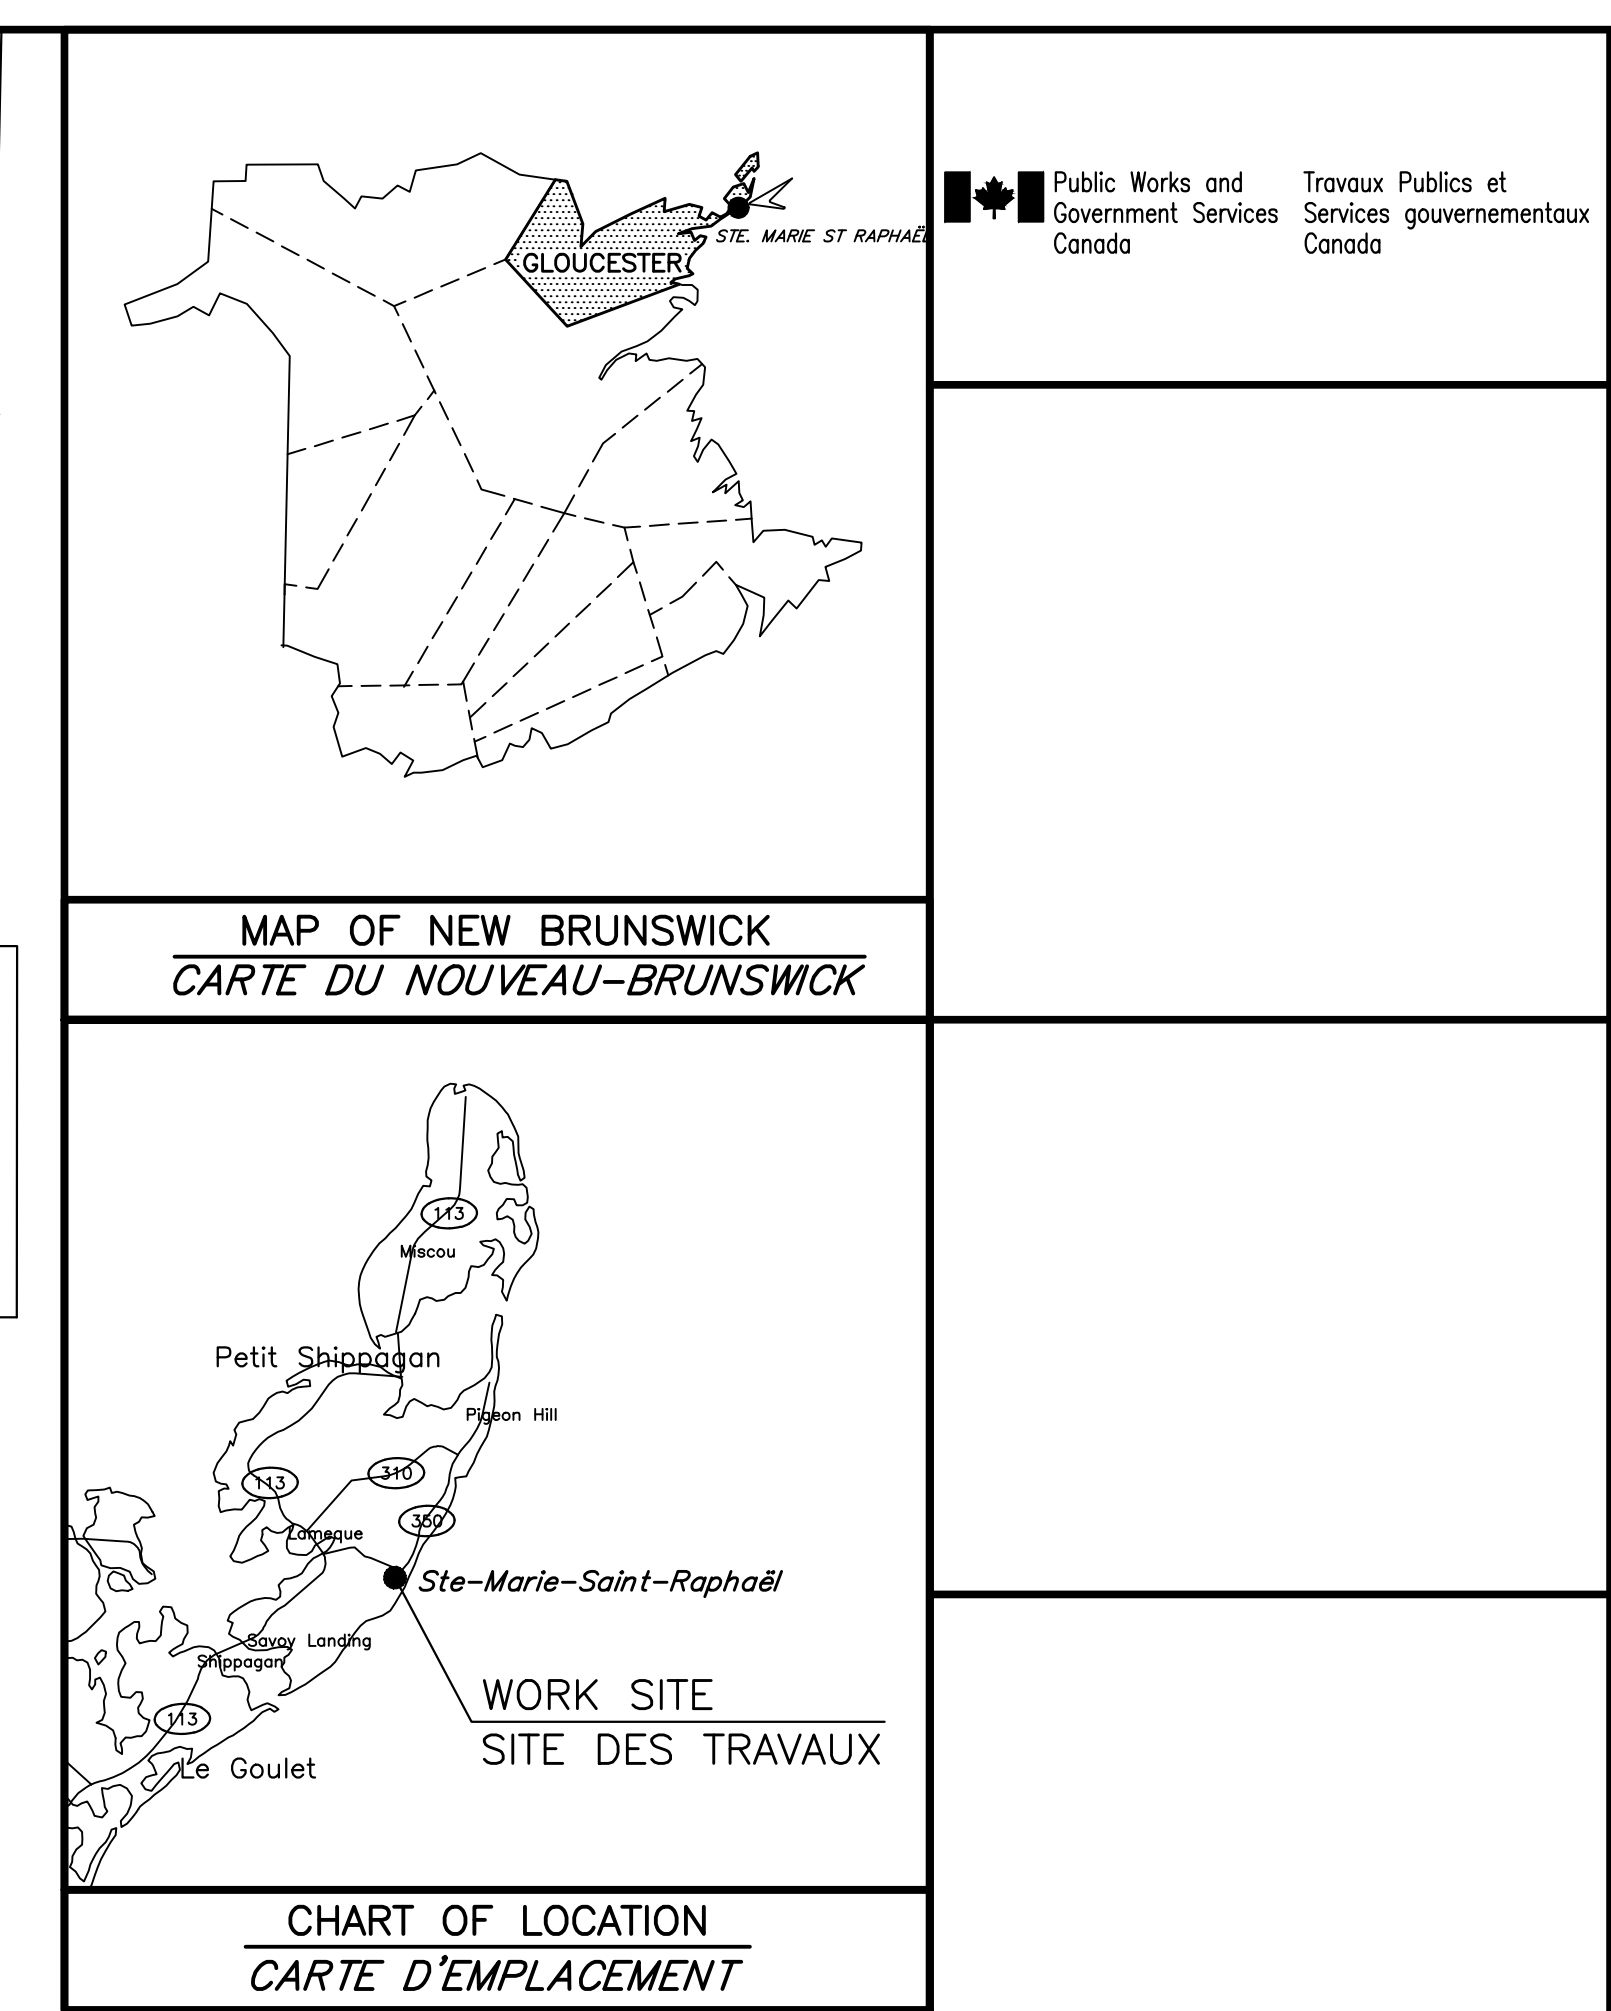 Public Works and
Government Services
Canada
Travaux Publics et
Services gouvernementaux
Canada
STE. MARIE ST RAPHAËL
GLOUCESTER
MAP OF NEW BRUNSWICK
CARTE DU NOUVEAU-BRUNSWICK
113
Miscou
Petit Shippagan
Pigeon Hill
113
310
350
Lameque
Ste-Marie-Saint-Raphaël
Savoy Landing
Shippagan
WORK SITE
113
SITE DES TRAVAUX
Le Goulet
CHART OF LOCATION
CARTE D'EMPLACEMENT